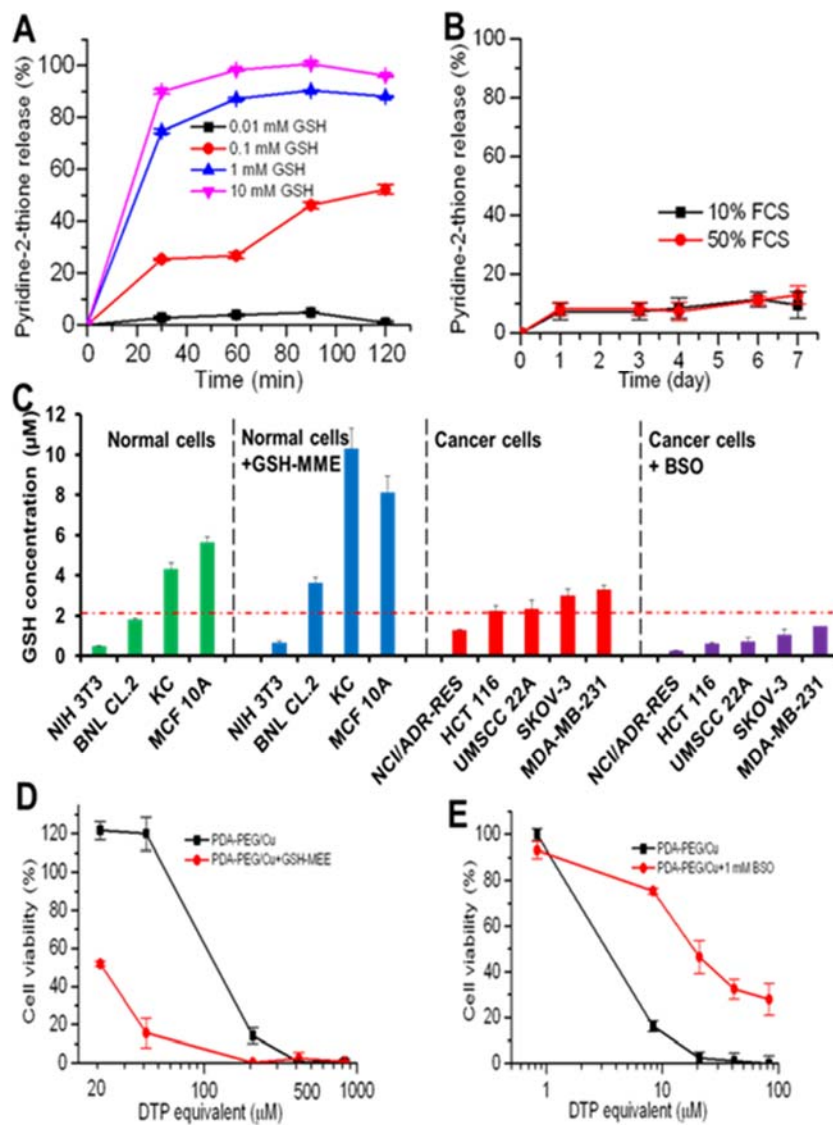 A
Pyridine-2-thione release (%)
100
80
60
40
20
0
0.01 mM GSH
0.1 mM GSH
1 mM GSH
10 mM GSH
0 20 40 60 80 100 120
Time (min)
B
Pyridine-2-thione release (%)
100
80
60
40
20
0
10% FCS
50% FCS
0 1 2 3 4 5 6 7
Time (day)
C
GSH concentration (µM)
12
10
8
6
4
2
0
Normal cells
Normal cells
+GSH-MME
Cancer cells
Cancer cells
+ BSO
NIH 3T3
BNL CL.2
KC
MCF 10A
NIH 3T3
BNL CL.2
KC
MCF 10A
NCI/ADR-RES
HCT 116
UMSCC 22A
SKOV-3
MDA-MB-231
NCI/ADR-RES
HCT 116
UMSCC 22A
SKOV-3
MDA-MB-231
D
Cell viability (%)
120
100
80
60
40
20
0
PDA-PEG/Cu
PDA-PEG/Cu+GSH-MEE
20 100 500 1000
DTP equivalent (µM)
E
Cell viability (%)
100
80
60
40
20
0
PDA-PEG/Cu
PDA-PEG/Cu+1 mM BSO
1 10 100
DTP equivalent (µM)